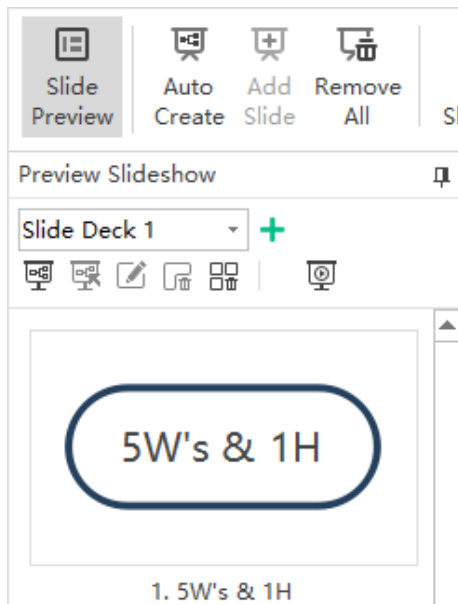 Slide Preview
Auto Create
Add Slide
Remove All
Preview Slideshow
Slide Deck 1
5W's & 1H
1. 5W's & 1H